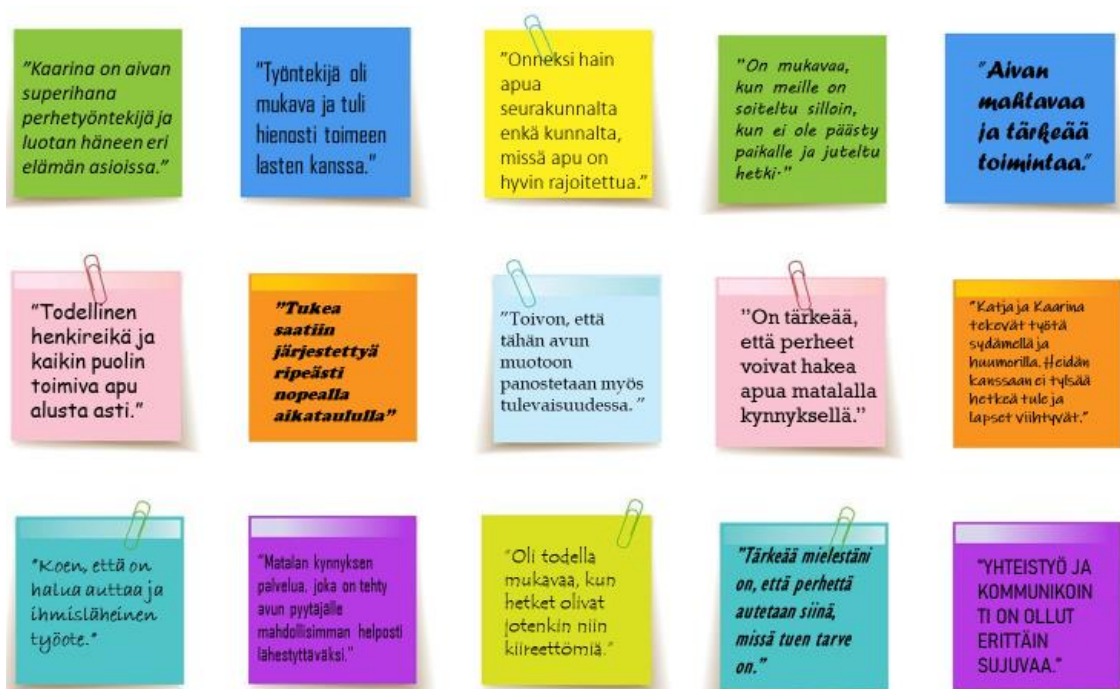 "Kaarina on aivan
superihana
perhetyöntekijä ja
luotan häneen eri
elämän asioissa."
"Työntekijä oli
mukava ja tuli
hienosti toimeen
lasten kanssa."
"Onneksi hain
apua
seurakunnalta
enkä kunnalta,
missä apu on
hyvin rajoitettua."
"On mukavaa,
kun meille on
soiteltu silloin,
kun ei ole päästy
paikalle ja juteltu
hetki."
"Aivan
mahtavaa
ja tärkeää
toimintaa."
"Todellinen
henkireikä ja
kaikin puolin
toimiva apu
alusta asti."
"Tukea
saatiin
järjestettyä
ripeästi
nopealla
aikataululla"
"Toivon, että
tähän avun
muotoon
panostetaan myös
tulevaisuudessa. "
"On tärkeää,
että perheet
voivat hakea
apua matalalla
kynnyksellä."
"Katja ja Kaarina
tekevät työtä
sydämellä ja
huumorilla. Heidän
kanssaan ei tylsää
hetkeä tule ja
lapset viihtyvät."
"Koen, että on
halua auttaa ja
ihmisläheinen
työote."
"Matalan kynnyksen
palvelua, joka on tehty
avun pyytäjälle
mahdollisimman helposti
lähestyttäväksi."
"Oli todella
mukavaa, kun
hetket olivat
jotenkin niin
kiireettömiä."
"Tärkeää mielestäni
on, että perhettä
autetaan siinä,
missä tuen tarve
on."
"YHTEISTYÖ JA
KOMMUNIKOIN
TI ON OLLUT
ERITTÄIN
SUJUVAA."